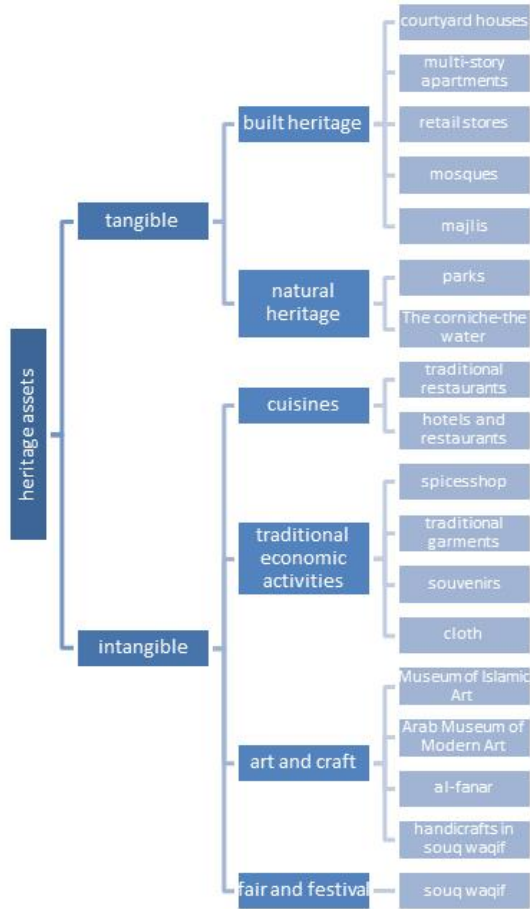 heritage assets
tangible
built heritage
courtyard houses
multi-story
apartments
retail stores
mosques
majlis
natural
heritage
parks
The corniche-the
water
intangible
cuisines
traditional
restaurants
hotels and
restaurants
traditional
economic
activities
spicesshop
traditional
garments
souvenirs
cloth
art and craft
Museum of Islamic
Art
Arab Museum of
Modern Art
al-fanar
handicrafts in
souq waqif
fair and festival
souq waqif